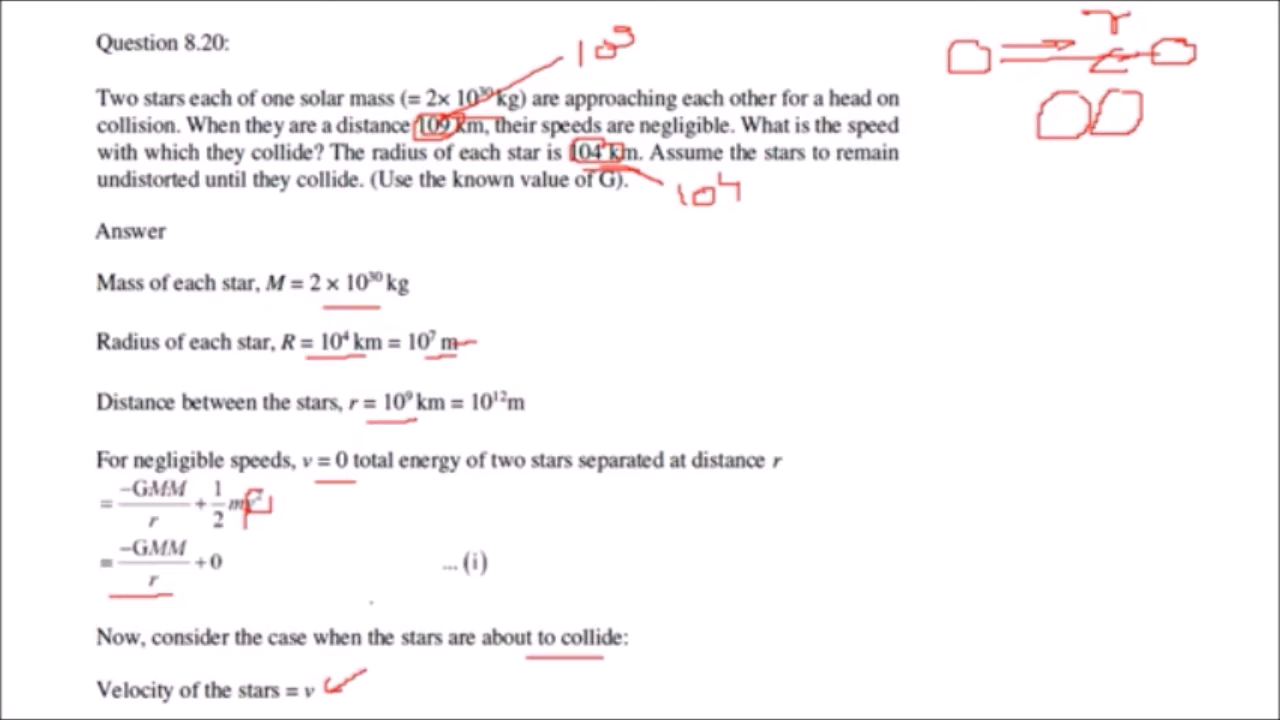 Question 8.20:
Two stars each of one solar mass (= 2× 10³⁰ kg) are approaching each other for a head on
collision. When they are a distance 109 km, their speeds are negligible. What is the speed
with which they collide? The radius of each star is 104 km. Assume the stars to remain
undistorted until they collide. (Use the known value of G).
10⁴
r
Answer
Mass of each star, M = 2 × 10³⁰ kg
Radius of each star, R = 10⁴ km = 10⁷ m
Distance between the stars, r = 10⁹ km = 10¹²m
For negligible speeds, v = 0 total energy of two stars separated at distance r
= -GMM/r + 1/2 mv²
= -GMM/r + 0 ... (i)
Now, consider the case when the stars are about to collide:
Velocity of the stars = v